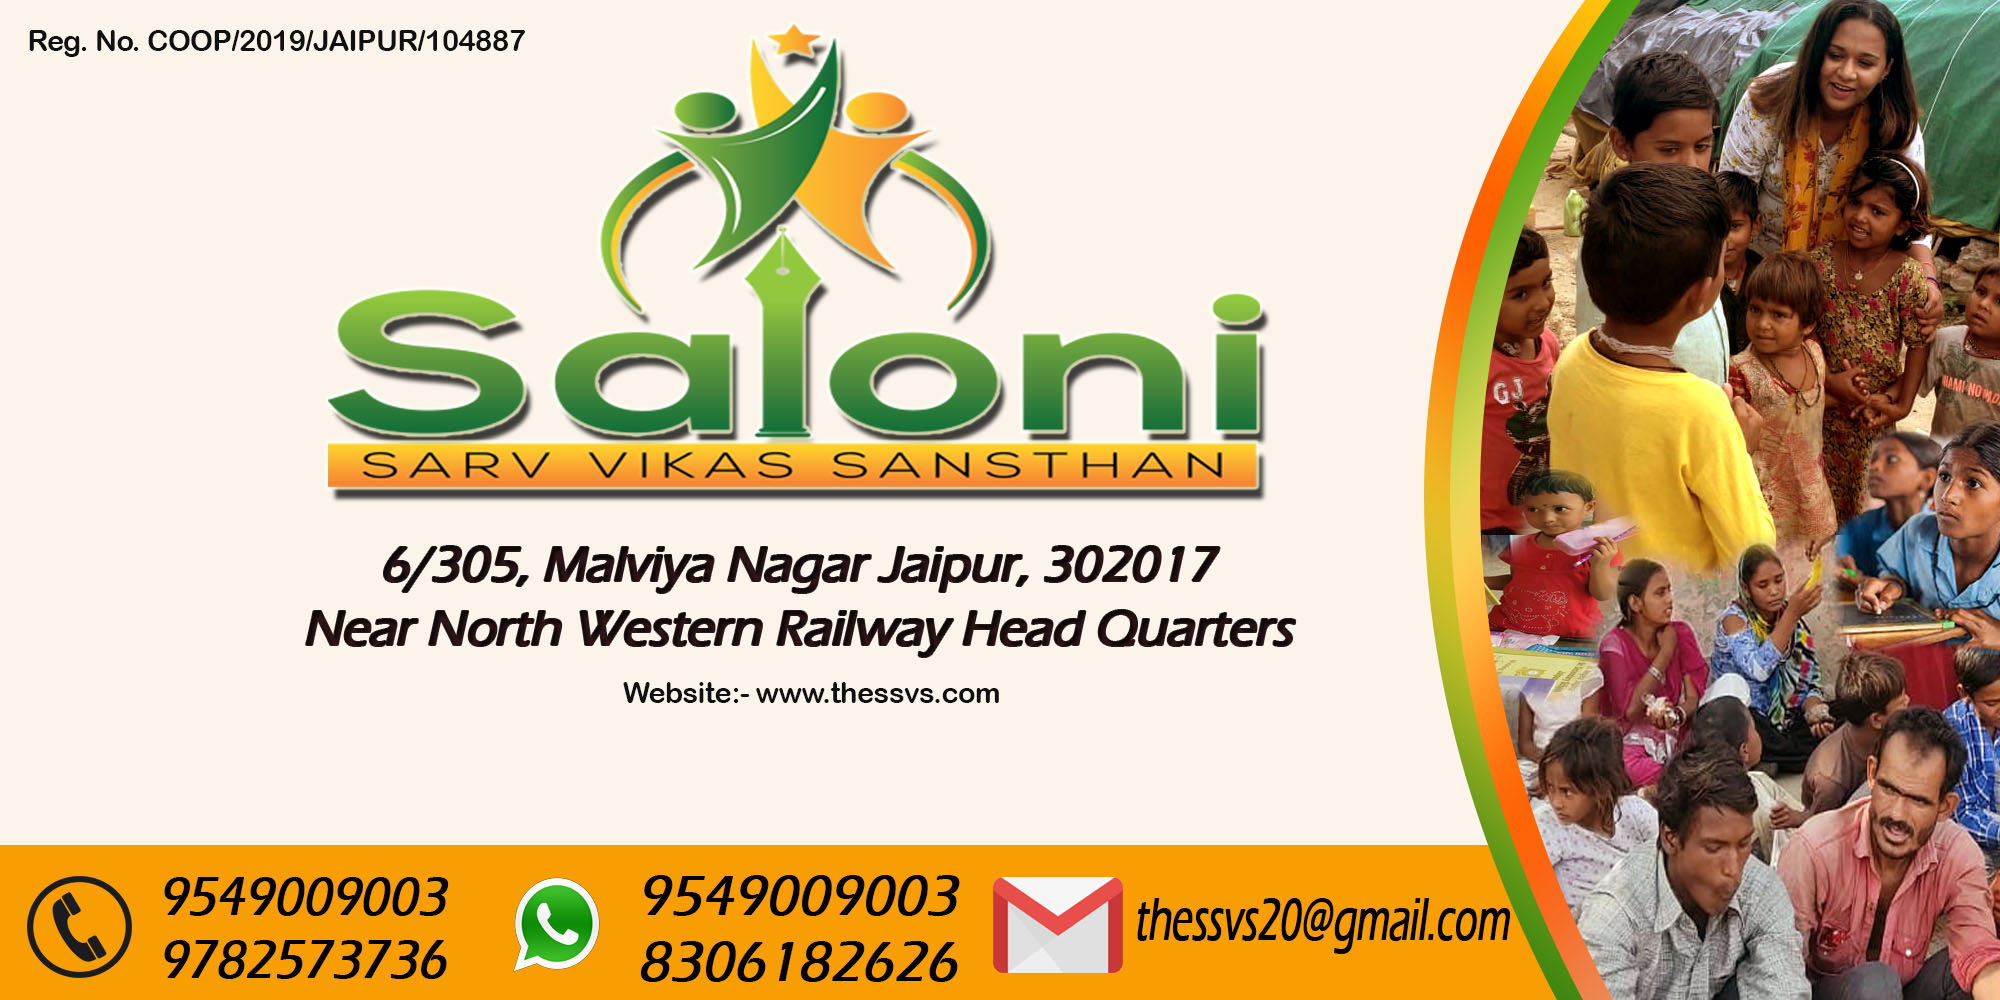 Reg. No. COOP/2019/JAIPUR/104887
Saloni
SARV VIKAS SANSTHAN
6/305, Malviya Nagar Jaipur, 302017
Near North Western Railway Head Quarters
Website:- www.thessvs.com
9549009003
9782573736
9549009003
8306182626
thessvs20@gmail.com
GJ